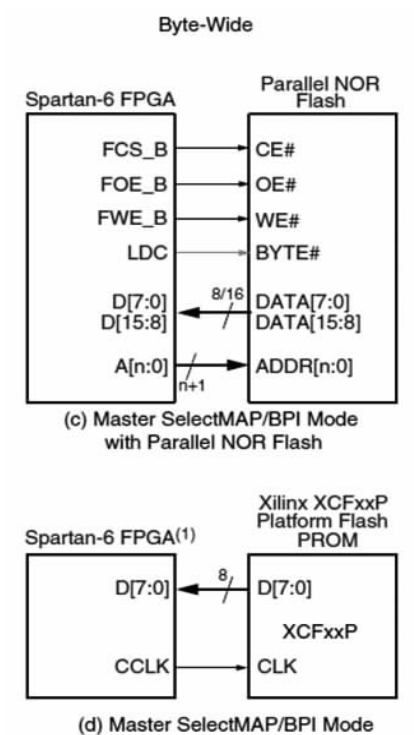 Byte-Wide
Parallel NOR
Flash
Spartan-6 FPGA
FCS_B CE#
FOE_B OE#
FWE_B WE#
LDC BYTE#
D[7:0] 8/16 DATA[7:0]
D[15:8] DATA[15:8]
A[n:0] n+1 ADDR[n:0]
(c) Master SelectMAP/BPI Mode
with Parallel NOR Flash
Xilinx XCFxxP
Platform Flash
PROM
Spartan-6 FPGA(1)
D[7:0] 8 D[7:0]
XCFxxP
CCLK CLK
(d) Master SelectMAP/BPI Mode